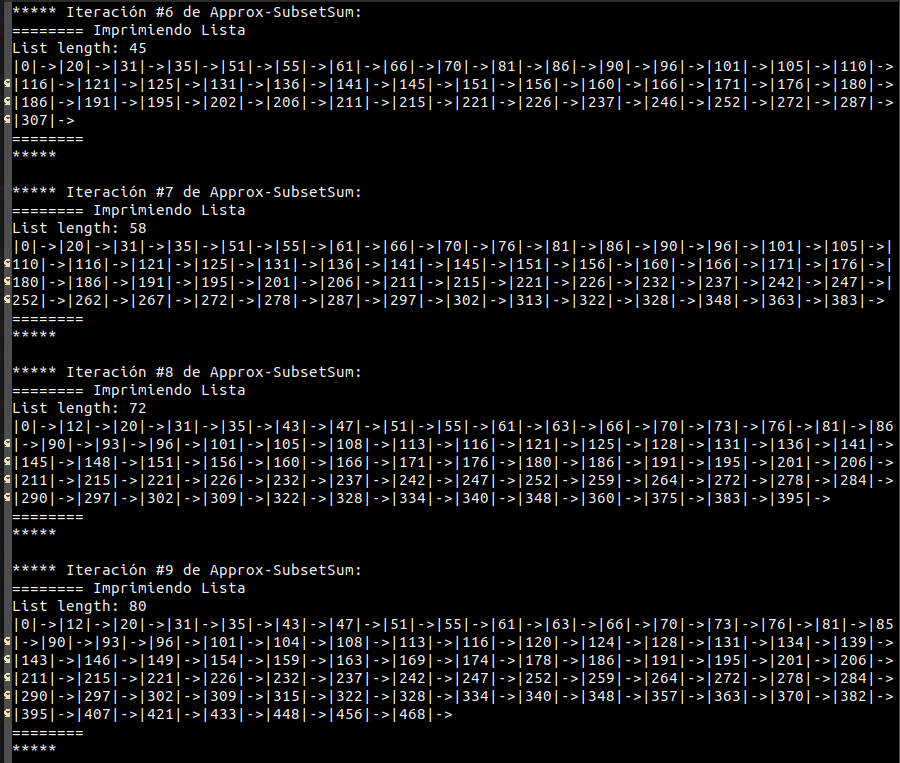 ***** Iteración #6 de Approx-SubsetSum:
======== Imprimiendo Lista
List length: 45
|0|->|20|->|31|->|35|->|51|->|55|->|61|->|66|->|70|->|81|->|86|->|90|->|96|->|101|->|105|->|110|->
|116|->|121|->|125|->|131|->|136|->|141|->|145|->|151|->|156|->|160|->|166|->|171|->|176|->|180|->
|186|->|191|->|195|->|202|->|206|->|211|->|215|->|221|->|226|->|237|->|246|->|252|->|272|->|287|->
|307|->
========
*****
***** Iteración #7 de Approx-SubsetSum:
======== Imprimiendo Lista
List length: 58
|0|->|20|->|31|->|35|->|51|->|55|->|61|->|66|->|70|->|76|->|81|->|86|->|90|->|96|->|101|->|105|->|
110|->|116|->|121|->|125|->|131|->|136|->|141|->|145|->|151|->|156|->|160|->|166|->|171|->|176|->|
180|->|186|->|191|->|195|->|201|->|206|->|211|->|215|->|221|->|226|->|232|->|237|->|242|->|247|->|
252|->|262|->|267|->|272|->|278|->|287|->|297|->|302|->|313|->|322|->|328|->|348|->|363|->|383|->
========
*****
***** Iteración #8 de Approx-SubsetSum:
======== Imprimiendo Lista
List length: 72
|0|->|12|->|20|->|31|->|35|->|43|->|47|->|51|->|55|->|61|->|63|->|66|->|70|->|73|->|76|->|81|->|86
|->|90|->|93|->|96|->|101|->|105|->|108|->|113|->|116|->|121|->|125|->|128|->|131|->|136|->|141|->
|145|->|148|->|151|->|156|->|160|->|166|->|171|->|176|->|180|->|186|->|191|->|195|->|201|->|206|->
|211|->|215|->|221|->|226|->|232|->|237|->|242|->|247|->|252|->|259|->|264|->|272|->|278|->|284|->
|290|->|297|->|302|->|309|->|322|->|328|->|334|->|340|->|348|->|360|->|375|->|383|->|395|->
========
*****
***** Iteración #9 de Approx-SubsetSum:
======== Imprimiendo Lista
List length: 80
|0|->|12|->|20|->|31|->|35|->|43|->|47|->|51|->|55|->|61|->|63|->|66|->|70|->|73|->|76|->|81|->|85
|->|90|->|93|->|96|->|101|->|104|->|108|->|113|->|116|->|120|->|124|->|128|->|131|->|134|->|139|->
|143|->|146|->|149|->|154|->|159|->|163|->|169|->|174|->|178|->|186|->|191|->|195|->|201|->|206|->
|211|->|215|->|221|->|226|->|232|->|237|->|242|->|247|->|252|->|259|->|264|->|272|->|278|->|284|->
|290|->|297|->|302|->|309|->|315|->|322|->|328|->|334|->|340|->|348|->|357|->|363|->|370|->|382|->
|395|->|407|->|421|->|433|->|448|->|456|->|468|->
========
*****